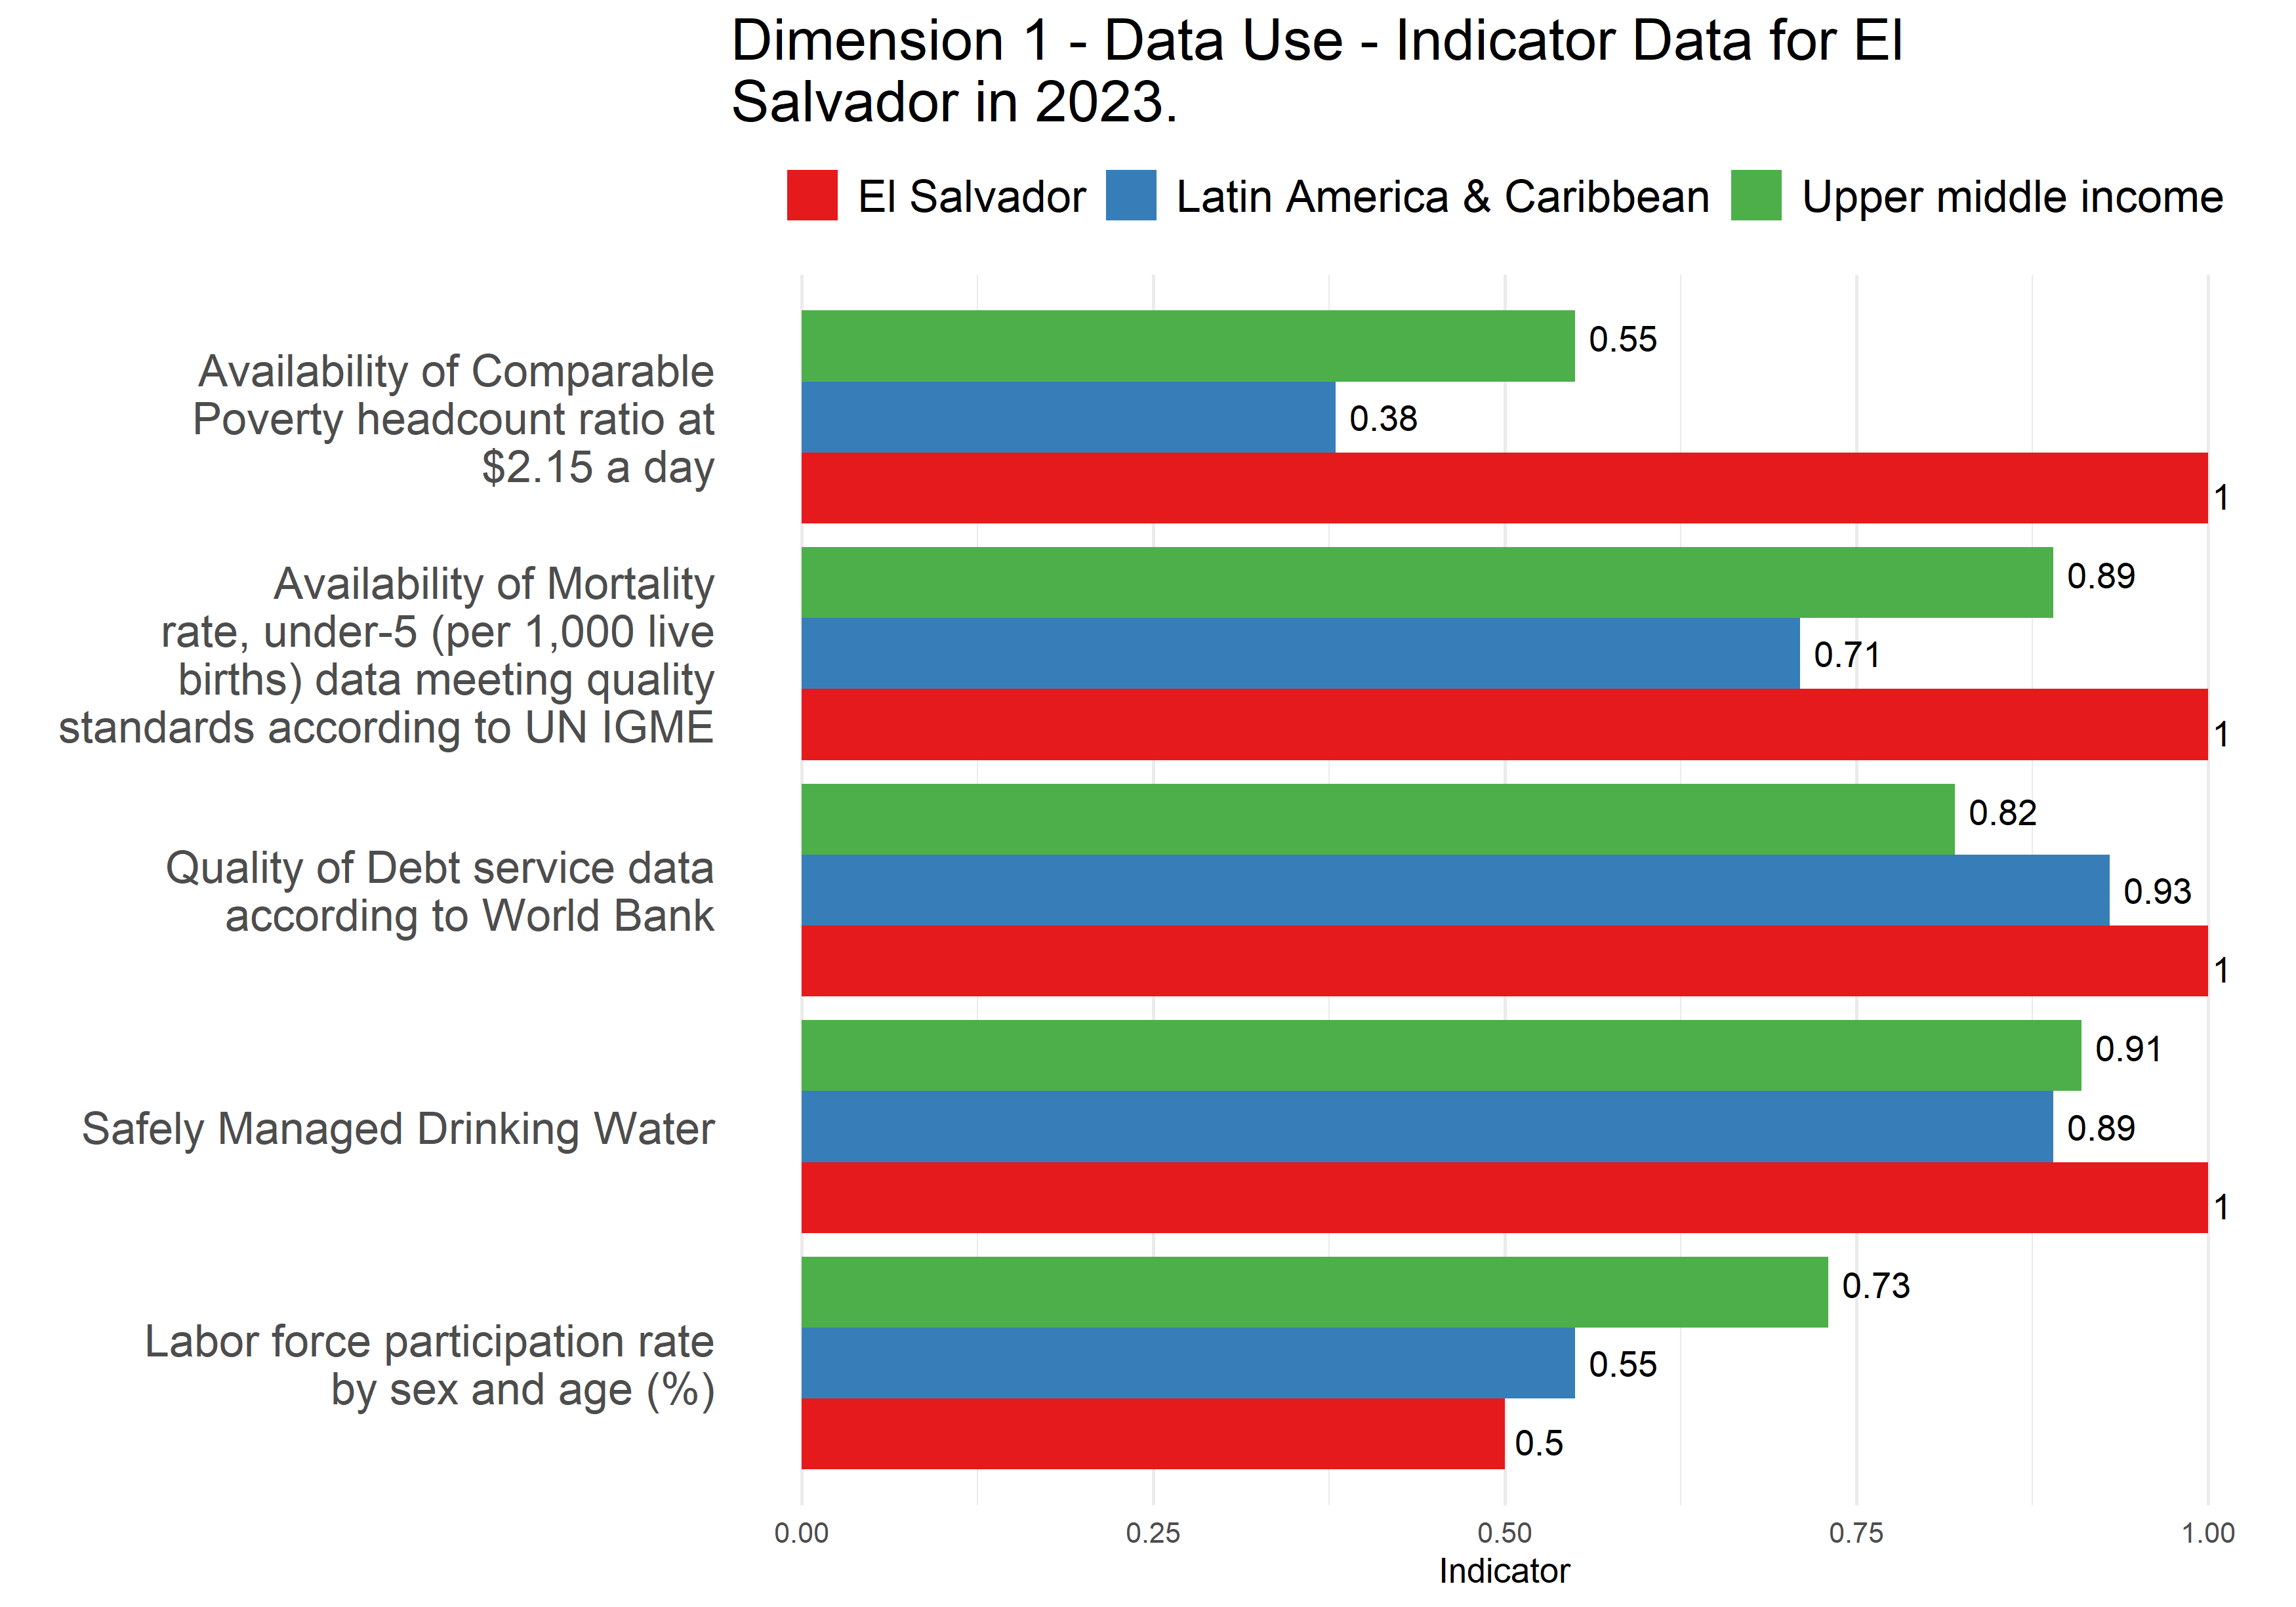 Dimension 1 - Data Use - Indicator Data for El
Salvador in 2023.
El Salvador
Latin America & Caribbean
Upper middle income
Availability of Comparable
Poverty headcount ratio at
$2.15 a day
0.55
0.38
1
Availability of Mortality
rate, under-5 (per 1,000 live
births) data meeting quality
standards according to UN IGME
0.89
0.71
1
Quality of Debt service data
according to World Bank
0.82
0.93
1
Safely Managed Drinking Water
0.91
0.89
1
Labor force participation rate
by sex and age (%)
0.73
0.55
0.5
0.00
0.25
0.50
0.75
1.00
Indicator